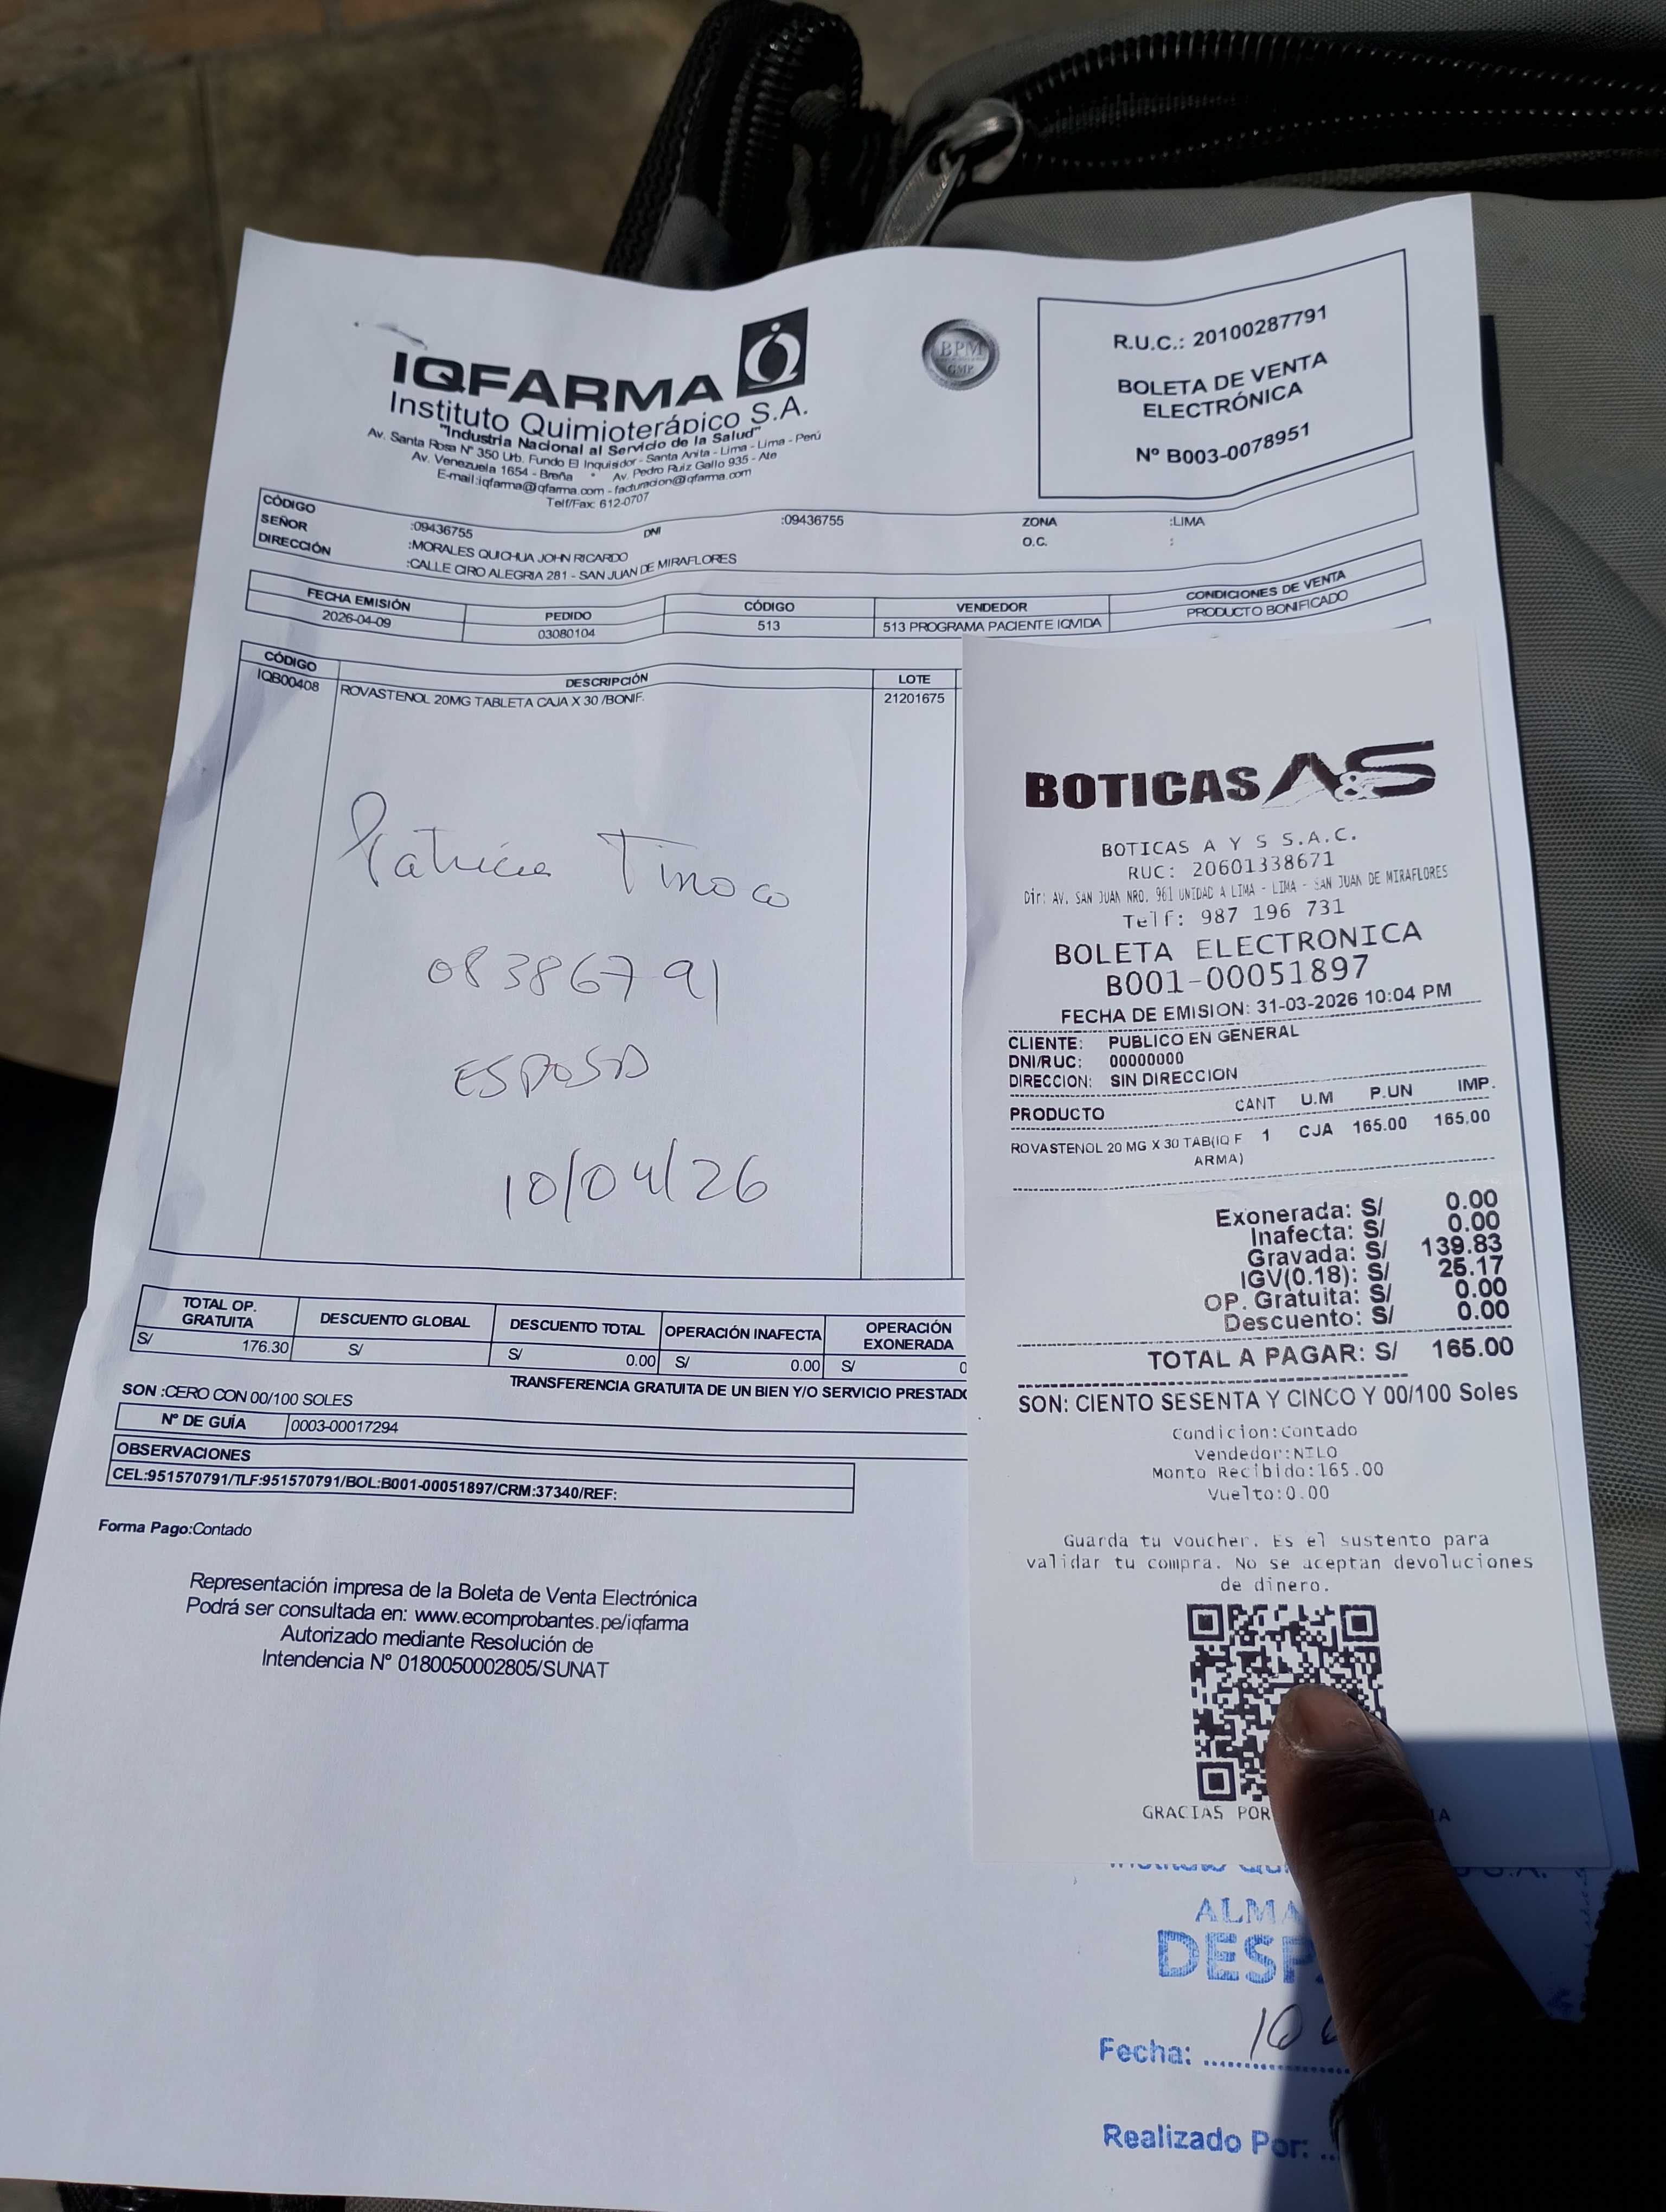 IQFARMA
Instituto Quimioterápico S.A.
"Industria Nacional al Servicio de la Salud"
Av. Santa Rosa N° 350 Urb. Fundo El Inquisidor - Santa Anita - Lima - Lima - Perú
Av. Venezuela 1654 - Breña * Av. Pedro Ruiz Gallo 935 - Ate
E-mail:iqfarma@iqfarma.com - facturacion@iqfarma.com
Telf/Fax: 612-0707
BPM
GMP
R.U.C.: 20100287791
BOLETA DE VENTA
ELECTRÓNICA
N° B003-0078951
CÓDIGO :09436755 DNI :09436755 ZONA :LIMA
SEÑOR :MORALES QUICHUA JOHN RICARDO O.C. :
DIRECCIÓN :CALLE CIRO ALEGRIA 281 - SAN JUAN DE MIRAFLORES
FECHA EMISIÓN PEDIDO CÓDIGO VENDEDOR CONDICIONES DE VENTA
2026-04-09 03080104 513 513 PROGRAMA PACIENTE IQVIDA PRODUCTO BONIFICADO
CÓDIGO DESCRIPCIÓN LOTE
IQB00408 ROVASTENOL 20MG TABLETA CAJA X 30 /BONIF. 21201675
Patricia Tinoco
08386791
ESPOSA
10/04/26
TOTAL OP. GRATUITA DESCUENTO GLOBAL DESCUENTO TOTAL OPERACIÓN INAFECTA OPERACIÓN EXONERADA
S/ 176.30 S/ S/ 0.00 S/ 0.00 S/ 0
SON :CERO CON 00/100 SOLES TRANSFERENCIA GRATUITA DE UN BIEN Y/O SERVICIO PRESTADO
N° DE GUÍA 0003-00017294
OBSERVACIONES
CEL:951570791/TLF:951570791/BOL:B001-00051897/CRM:37340/REF:
Forma Pago:Contado
Representación impresa de la Boleta de Venta Electrónica
Podrá ser consultada en: www.ecomprobantes.pe/iqfarma
Autorizado mediante Resolución de
Intendencia N° 0180050002805/SUNAT
BOTICAS A&S
BOTICAS A Y S S.A.C.
RUC: 20601338671
Dir: AV. SAN JUAN NRO. 961 UNIDAD A LIMA - LIMA - SAN JUAN DE MIRAFLORES
Telf: 987 196 731
BOLETA ELECTRONICA
B001-00051897
FECHA DE EMISION: 31-03-2026 10:04 PM
CLIENTE: PUBLICO EN GENERAL
DNI/RUC: 00000000
DIRECCION: SIN DIRECCION
PRODUCTO CANT U.M P.UN IMP.
ROVASTENOL 20 MG X 30 TAB(IQ F 1 CJA 165.00 165.00
ARMA)
Exonerada: S/ 0.00
Inafecta: S/ 0.00
Gravada: S/ 139.83
IGV(0.18): S/ 25.17
OP. Gratuita: S/ 0.00
Descuento: S/ 0.00
TOTAL A PAGAR: S/ 165.00
SON: CIENTO SESENTA Y CINCO Y 00/100 Soles
Condicion:Contado
Vendedor:NILO
Monto Recibido:165.00
Vuelto:0.00
Guarda tu voucher. Es el sustento para
validar tu compra. No se aceptan devoluciones
de dinero.
GRACIAS POR
ALMA
DESP
Fecha: 10
Realizado Por: